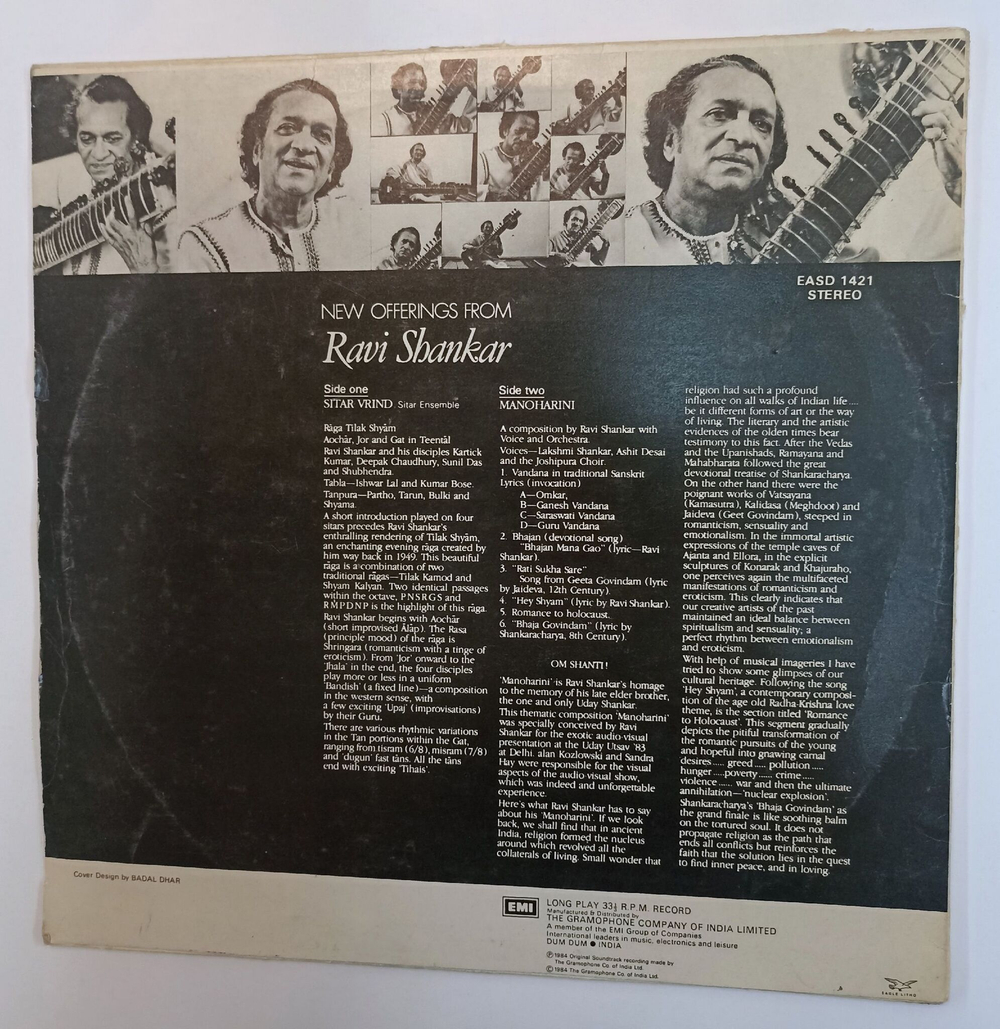 EASD 1421
STEREO
NEW OFFERINGS FROM
Ravi Shankar
Side one
SITAR VRIND Sitar Ensemble
Rāga Tilak Shyām
Aochār, Jor and Gat in Teentāl
Ravi Shankar and his disciples Kartick
Kumar, Deepak Chaudhury, Sunil Das
and Shubhendra.
Tabla—Ishwar Lal and Kumar Bose.
Tanpura—Partho, Tarun, Bulki and
Shyama.
A short introduction played on four
sitars precedes Ravi Shankar's
enthralling rendering of Tilak Shyām,
an enchanting evening rāga created by
him way back in 1949. This beautiful
rāga is a combination of two
traditional rāgas—Tilak Kamod and
Shyam Kalyan. Two identical passages
within the octave, P N S R G S and
R M P D N P is the highlight of this rāga.
Ravi Shankar begins with Aochār
(short improvised Ālāp). The Rasa
(principle mood) of the rāga is
Shringara (romanticism with a tinge of
eroticism). From 'Jor' onward to the
'Jhala' in the end, the four disciples
play more or less in a uniform
'Bandish' (a fixed line)—a composition
in the western sense, with
a few exciting 'Upaj' (improvisations)
by their Guru.
There are various rhythmic variations
in the Tan portions within the Gat,
ranging from tisram (6/8), misram (7/8)
and 'dugun' fast tāns. All the tāns
end with exciting 'Tihais'.
Side two
MANOHARINI
A composition by Ravi Shankar with
Voice and Orchestra.
Voices—Lakshmi Shankar, Ashit Desai
and the Joshipura Choir.
1. Vandana in traditional Sanskrit
Lyrics (invocation)
A—Omkar,
B—Ganesh Vandana
C—Saraswati Vandana
D—Guru Vandana
2. Bhajan (devotional song)
"Bhajan Mana Gao" (lyric—Ravi
Shankar).
3. "Rati Sukha Sare"
Song from Geeta Govindam (lyric
by Jaideva, 12th Century).
4. "Hey Shyam" (lyric by Ravi Shankar).
5. Romance to holocaust.
6. "Bhaja Govindam" (lyric by
Shankaracharya, 8th Century).
OM SHANTI!
'Manoharini' is Ravi Shankar's homage
to the memory of his late elder brother,
the one and only Uday Shankar.
This thematic composition 'Manoharini'
was specially conceived by Ravi
Shankar for the exotic audio-visual
presentation at the Uday Utsav '83
at Delhi. alan Kozlowski and Sandra
Hay were responsible for the visual
aspects of the audio visual show,
which was indeed and unforgettable
experience.
Here's what Ravi Shankar has to say
about his 'Manoharini'. If we look
back, we shall find that in ancient
India, religion formed the nucleus
around which revolved all the
collaterals of living. Small wonder that
religion had such a profound
influence on all walks of Indian life....
be it different forms of art or the way
of living. The literary and the artistic
evidences of the olden times bear
testimony to this fact. After the Vedas
and the Upanishads, Ramayana and
Mahabharata followed the great
devotional treatise of Shankaracharya.
On the other hand there were the
poignant works of Vatsayana
(Kamasutra), Kalidasa (Meghdoot) and
Jaideva (Geet Govindam), steeped in
romanticism, sensuality and
emotionalism. In the immortal artistic
expressions of the temple caves of
Ajanta and Ellora, in the explicit
sculptures of Konarak and Khajuraho,
one perceives again the multifaceted
manifestations of romanticism and
eroticism. This clearly indicates that
our creative artists of the past
maintained an ideal balance between
spiritualism and sensuality; a
perfect rhythm between emotionalism
and eroticism.
With help of musical imageries I have
tried to show some glimpses of our
cultural heritage. Following the song
'Hey Shyam', a contemporary composi-
tion of the age old Radha-Krishna love
theme, is the section titled 'Romance
to Holocaust'. This segment gradually
depicts the pitiful transformation of
the romantic pursuits of the young
and hopeful into gnawing carnal
desires..... greed ..... pollution .....
hunger .....poverty ...... crime .....
violence ...... war and then the ultimate
annihilation—'nuclear explosion'.
Shankaracharya's 'Bhaja Govindam' as
the grand finale is like soothing balm
on the tortured soul. It does not
propagate religion as the path that
ends all conflicts but reinforces the
faith that the solution lies in the quest
to find inner peace, and in loving.
Cover Design by BADAL DHAR
EMI
LONG PLAY 33⅓ R.P.M. RECORD
Manufactured & Distributed by
THE GRAMOPHONE COMPANY OF INDIA LIMITED
A member of the EMI Group of Companies
International leaders in music, electronics and leisure
DUM DUM ● INDIA
℗ 1984 Original Soundtrack recording made by
The Gramophone Co. of India Ltd.
© 1984 The Gramophone Co. of India Ltd.
EAGLE LITHO